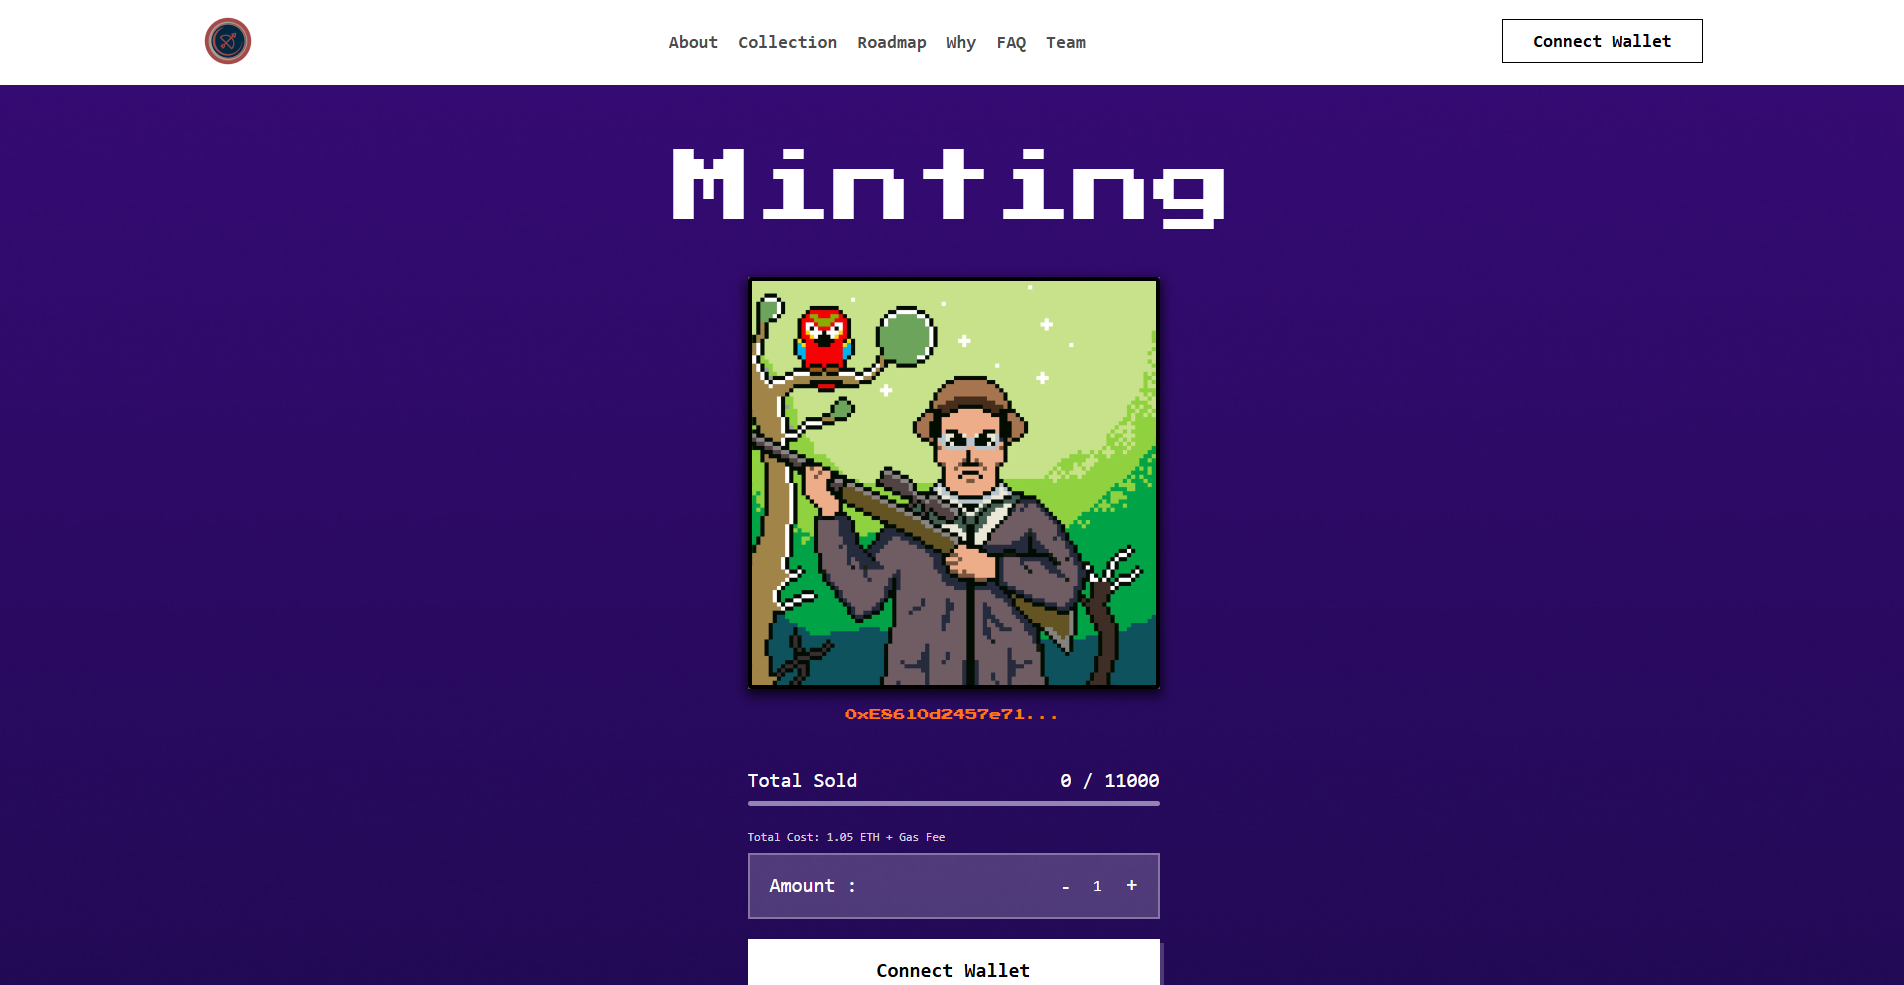 About Collection Roadmap Why FAQ Team
Connect Wallet
Minting
0xE8610d2457e71...
Total Sold 0 / 11000
Total Cost: 1.05 ETH + Gas Fee
Amount : - 1 +
Connect Wallet